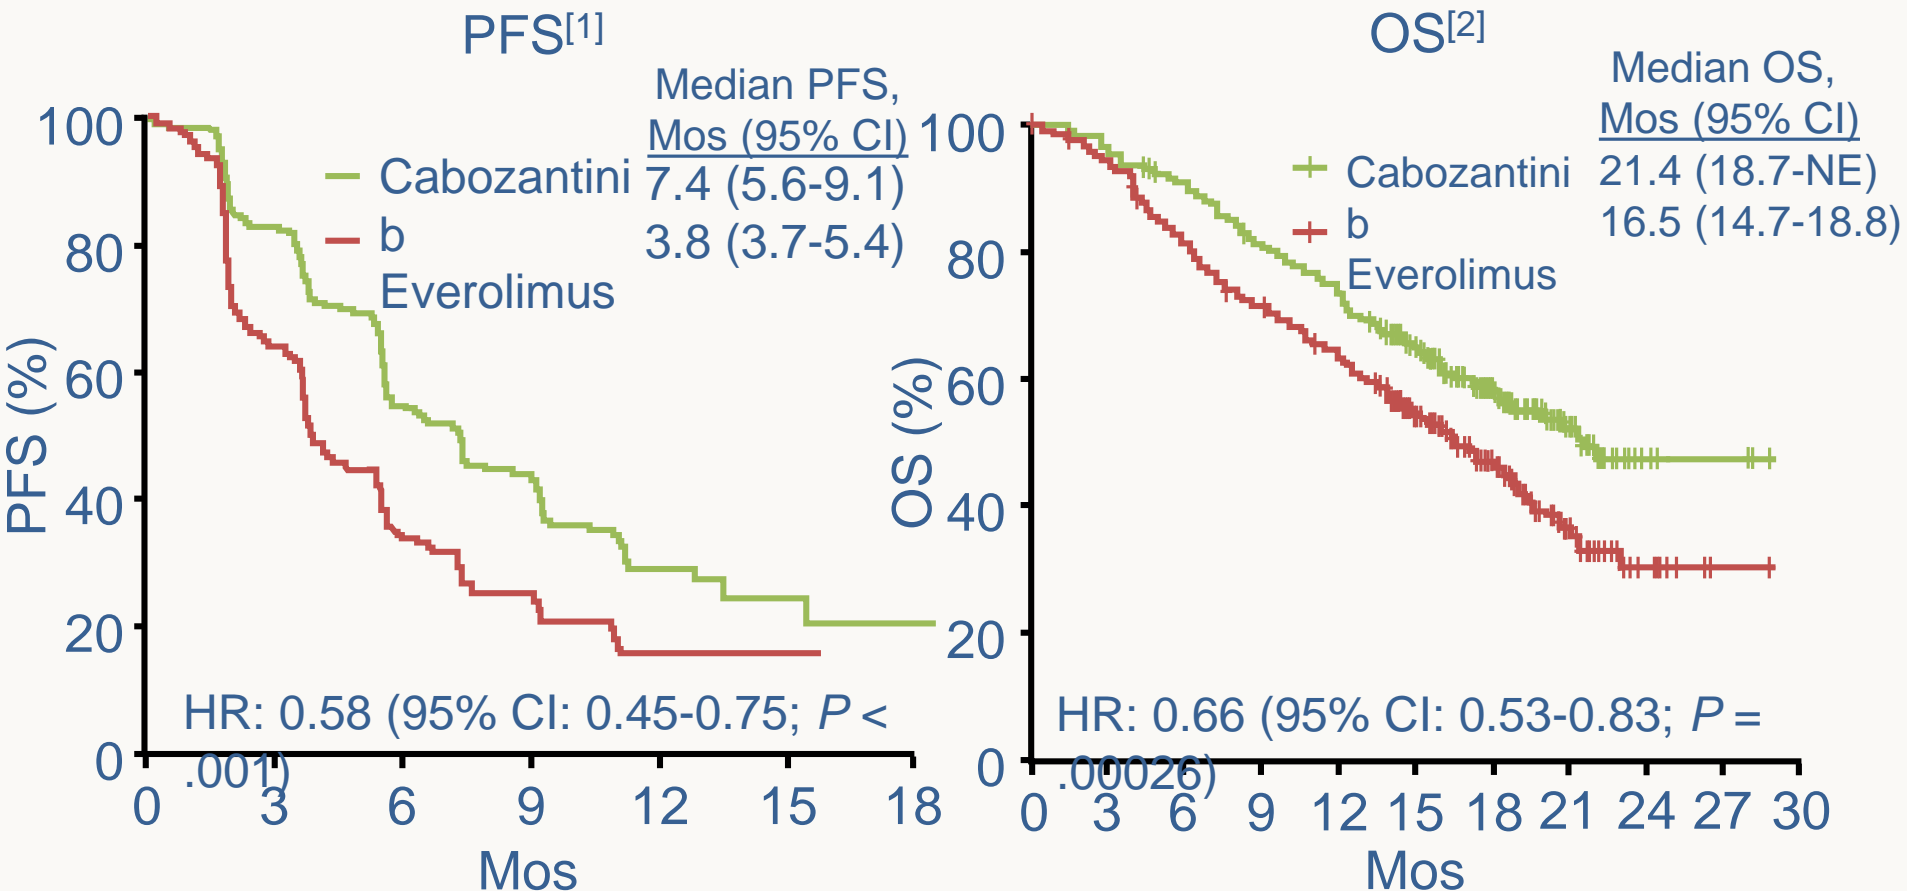 PFS[1]
Median PFS,
Mos (95% CI)
Cabozantini
b
Everolimus
7.4 (5.6-9.1)
3.8 (3.7-5.4)
PFS (%)
100
80
60
40
20
0
HR: 0.58 (95% CI: 0.45-0.75; P <
.001)
0 3 6 9 12 15 18
Mos
OS[2]
Median OS,
Mos (95% CI)
Cabozantini
b
Everolimus
21.4 (18.7-NE)
16.5 (14.7-18.8)
OS (%)
100
80
60
40
20
0
HR: 0.66 (95% CI: 0.53-0.83; P =
.00026)
0 3 6 9 12 15 18 21 24 27 30
Mos